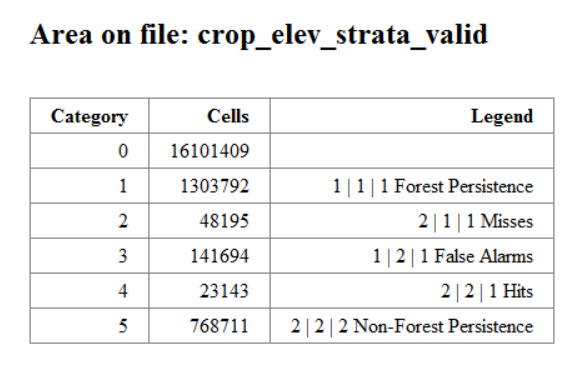 Area on file: crop_elev_strata_valid
Category Cells Legend
0 16101409
1 1303792 1 | 1 | 1 Forest Persistence
2 48195 2 | 1 | 1 Misses
3 141694 1 | 2 | 1 False Alarms
4 23143 2 | 2 | 1 Hits
5 768711 2 | 2 | 2 Non-Forest Persistence